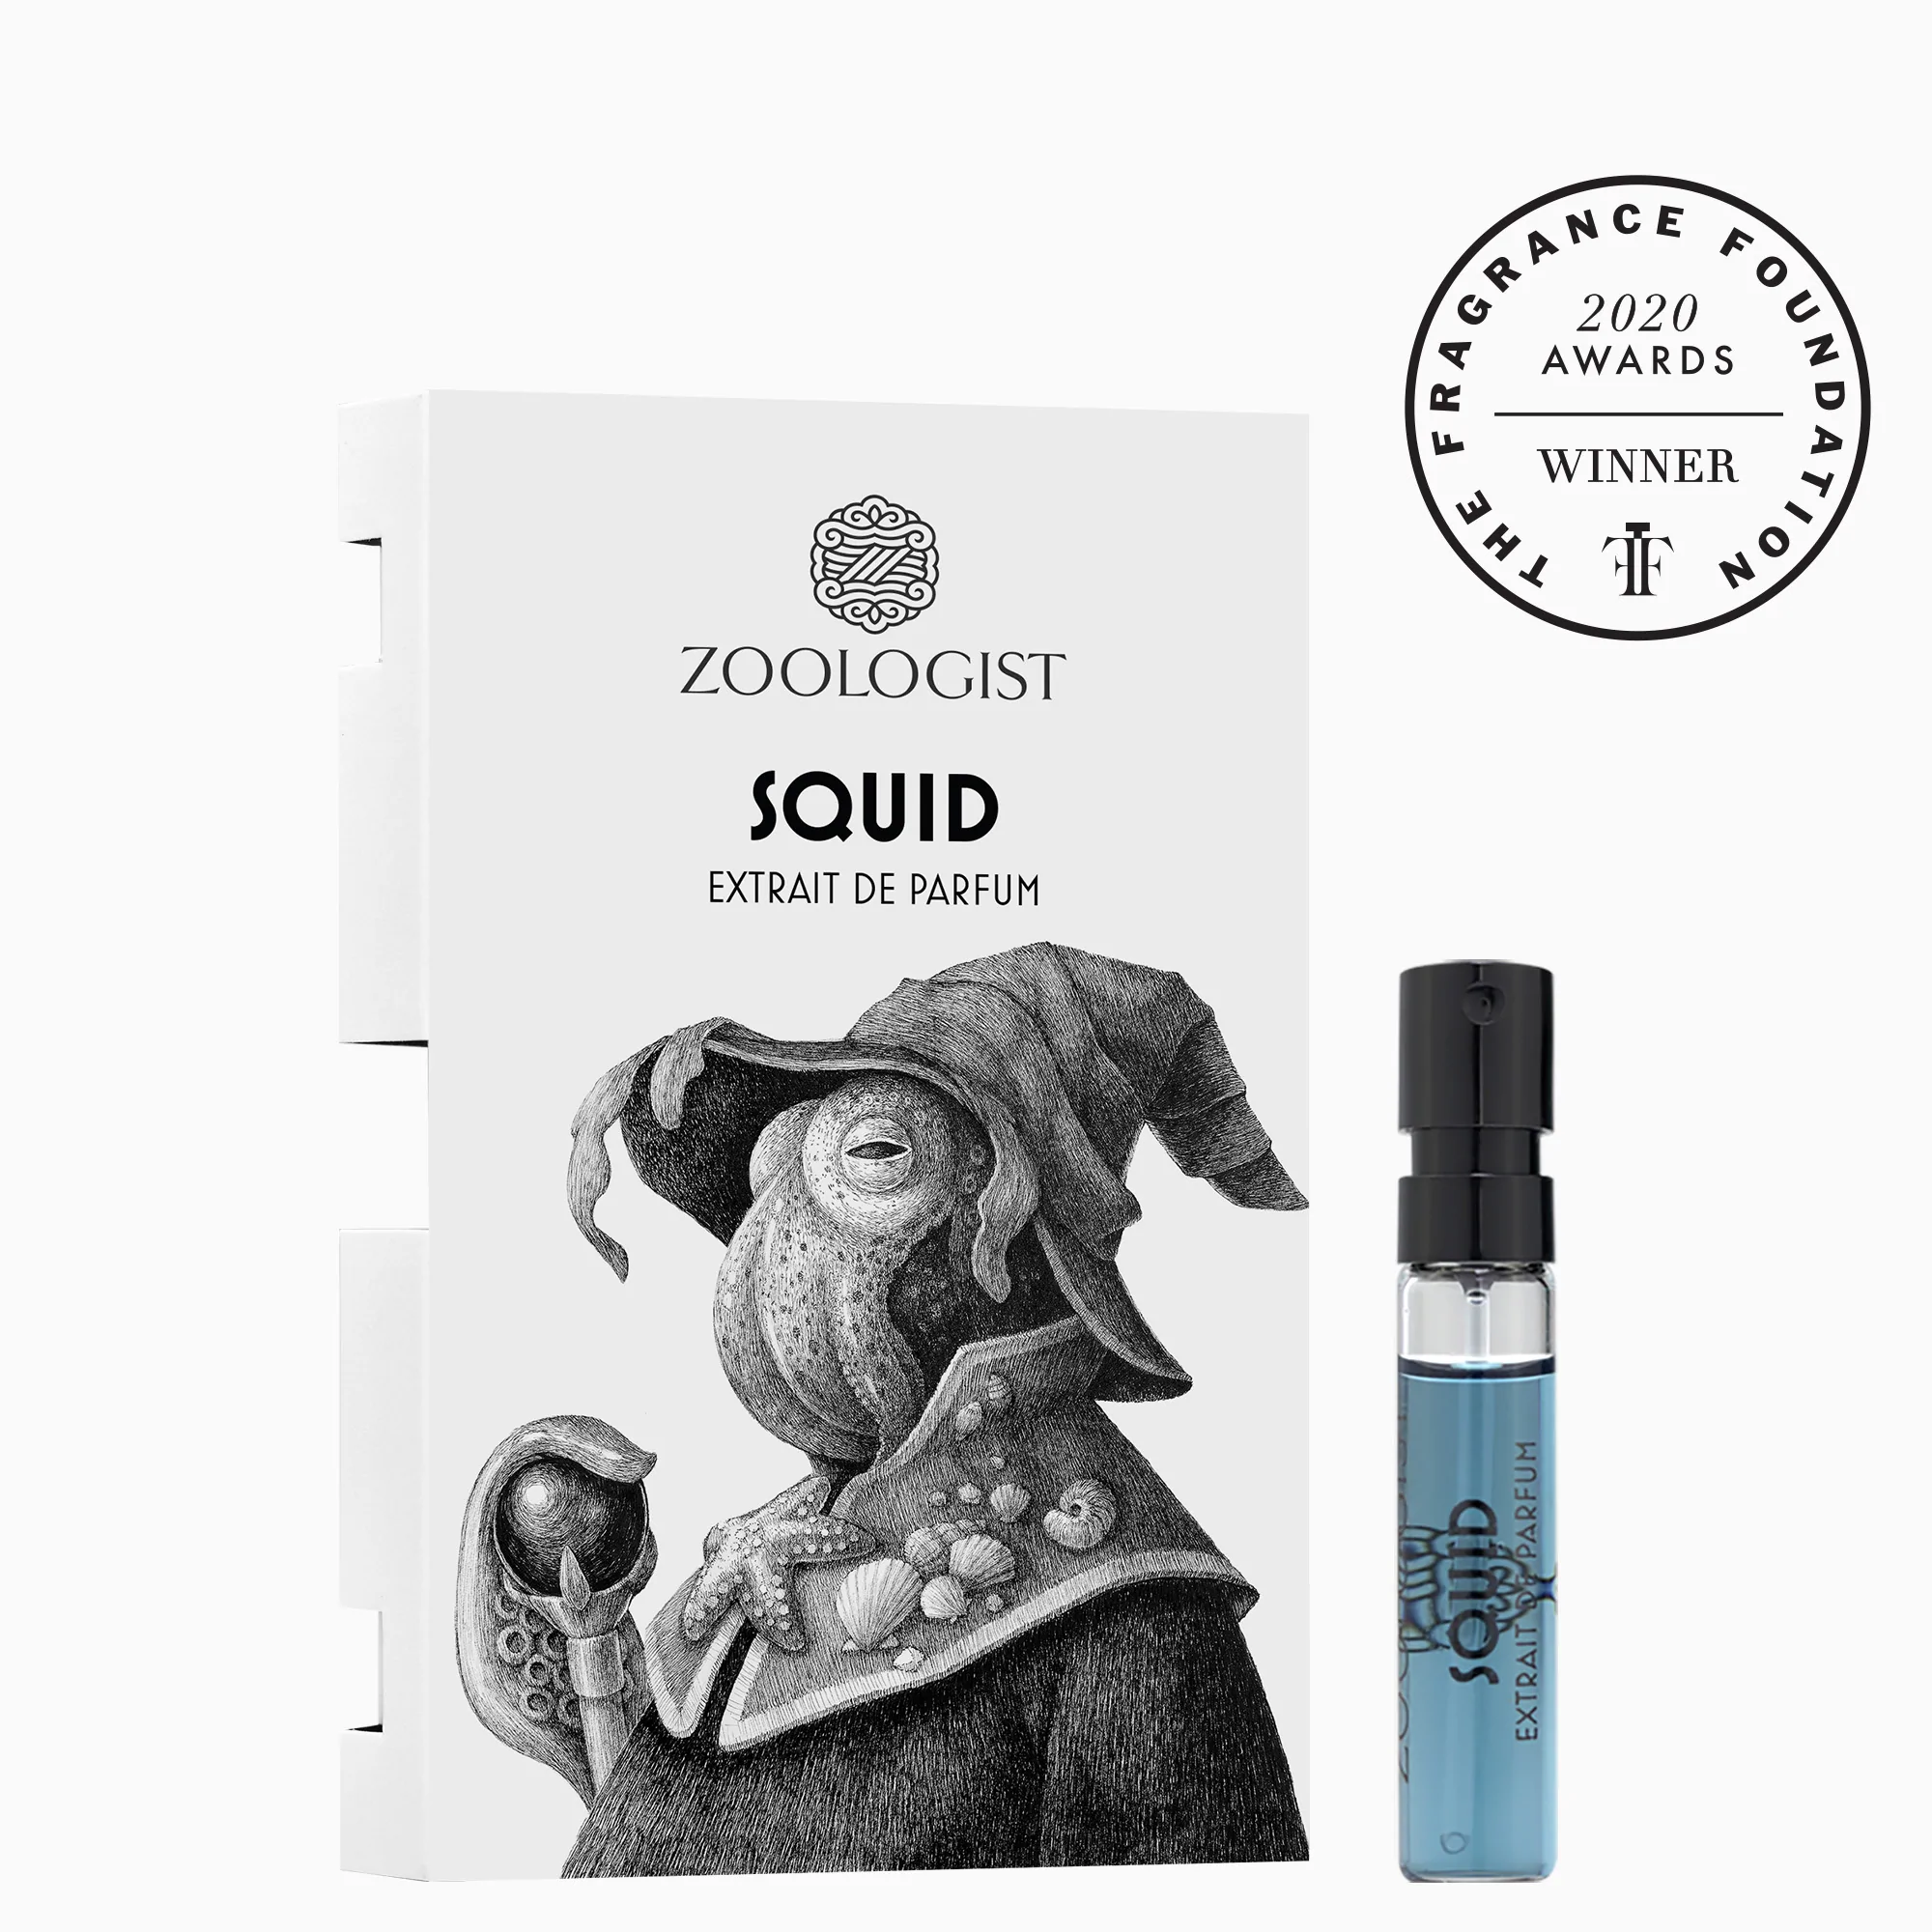 ZOOLOGIST
SQUID
EXTRAIT DE PARFUM
THE FRAGRANCE FOUNDATION
2020
AWARDS
WINNER
SQUID
EXTRAIT DE PARFUM